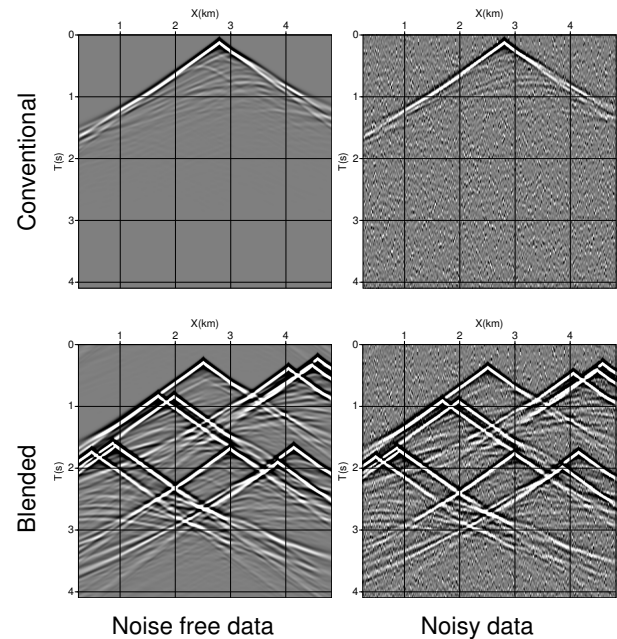 X(km) X(km)
1 2 3 4 1 2 3 4
0 0
1 1
T(s) 2 T(s) 2
3 3
4 4
Conventional
X(km) X(km)
1 2 3 4 1 2 3 4
0 0
1 1
T(s) 2 T(s) 2
3 3
4 4
Blended
Noise free data Noisy data